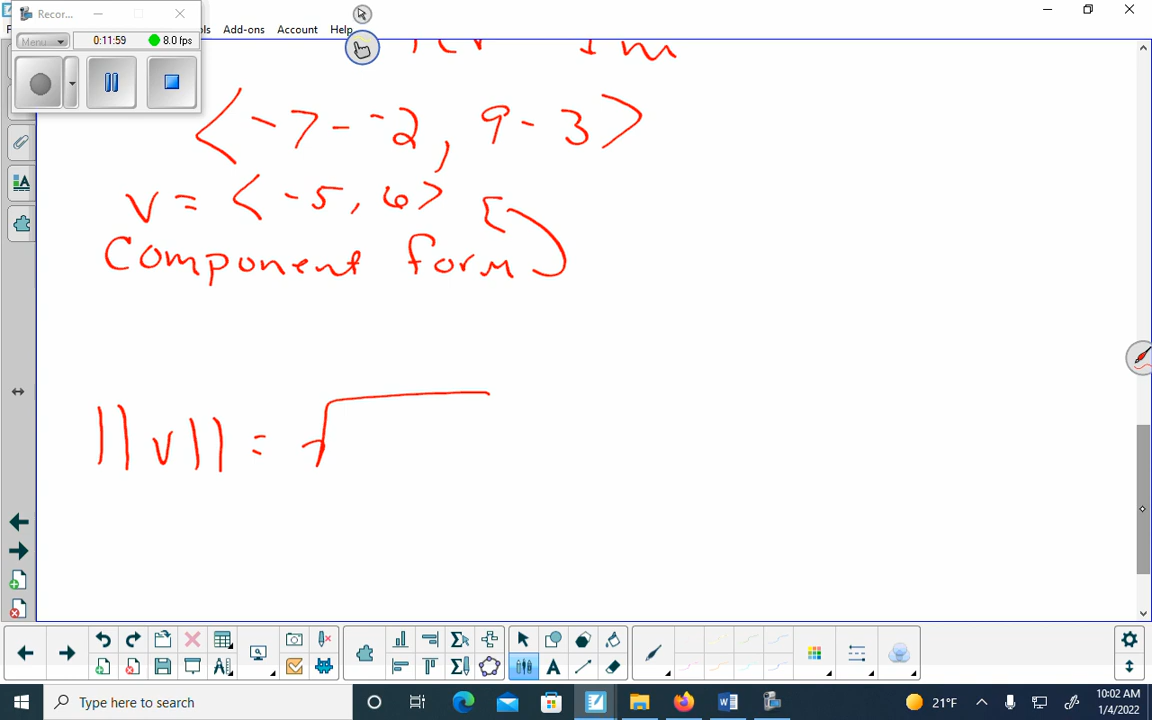 Recor...
Menu
0:11:59
8.0 fps
Add-ons Account Help
< -7 - -2, 9 - 3 >
v = < -5, 6 >
Component form
||v|| = √
Type here to search
21°F
10:02 AM
1/4/2022